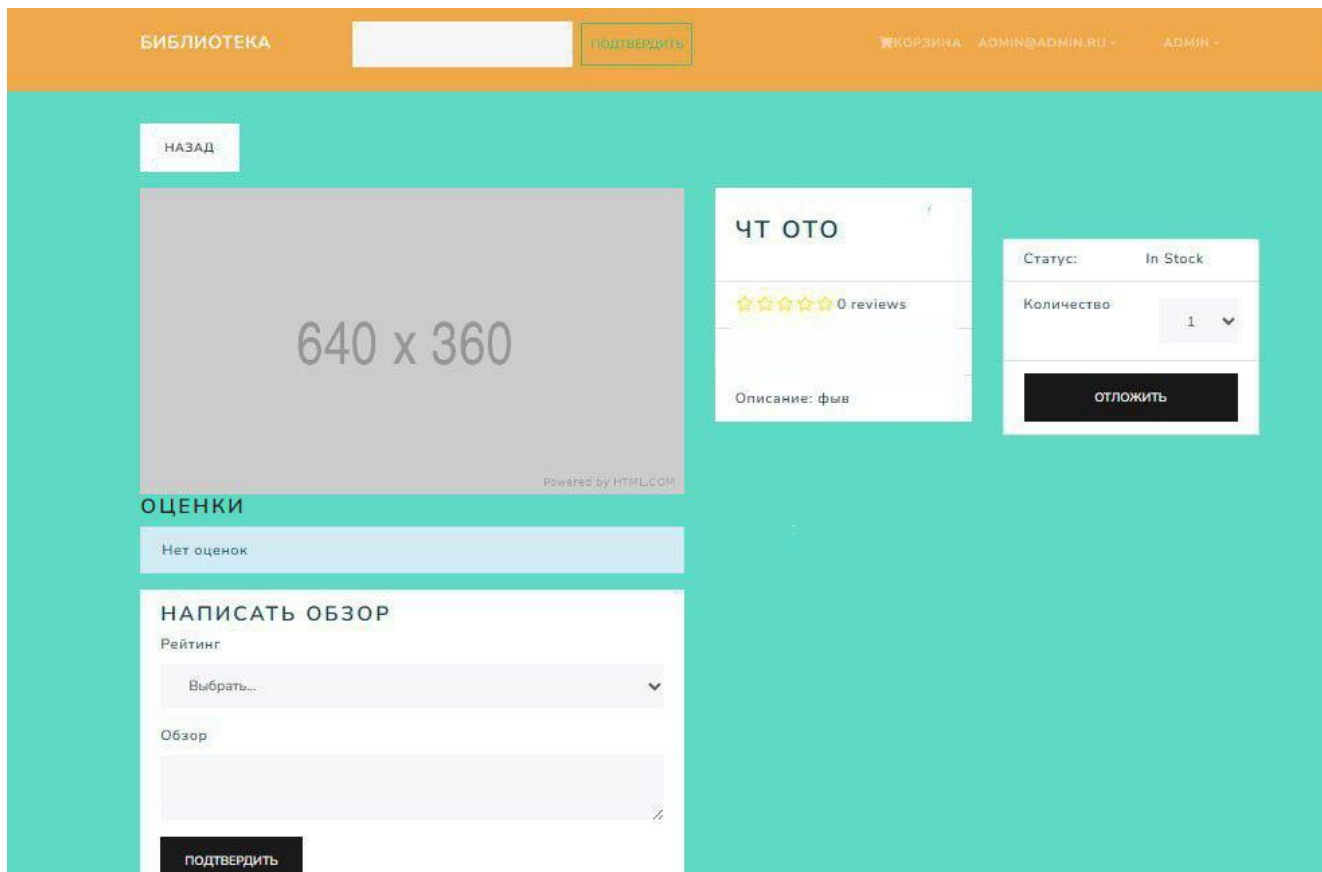 БИБЛИОТЕКА ПОДТВЕРДИТЬ КОРЗИНА ADMIN@ADMIN.RU ADMIN
НАЗАД
640 x 360
Powered by HTML.COM
ЧТ ОТО
0 reviews
Описание: фыв
Статус: In Stock
Количество 1
ОТЛОЖИТЬ
ОЦЕНКИ
Нет оценок
НАПИСАТЬ ОБЗОР
Рейтинг
Выбрать...
Обзор
ПОДТВЕРДИТЬ